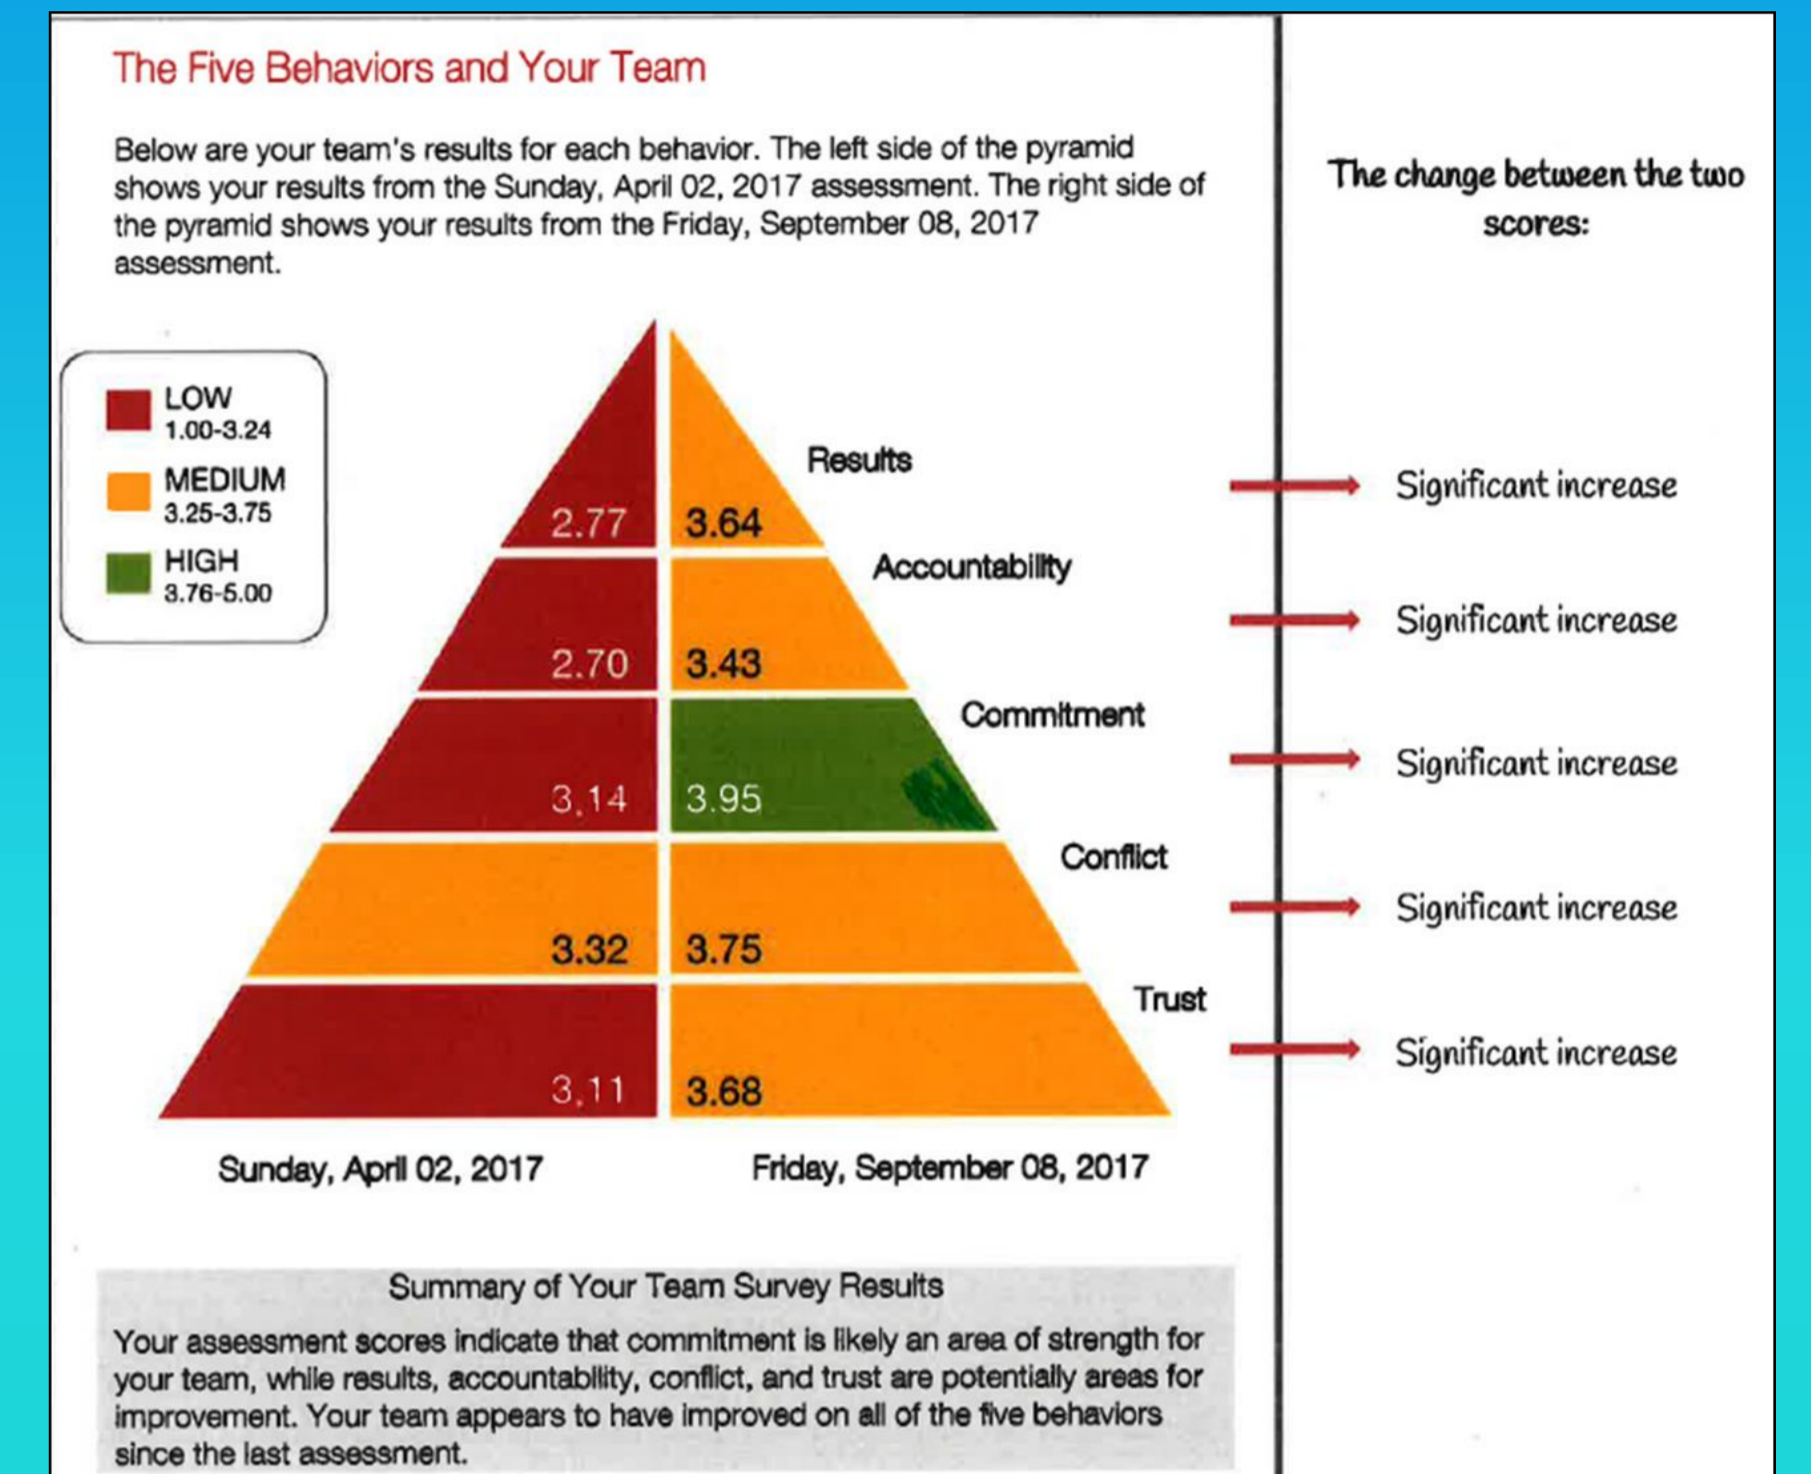 The Five Behaviors and Your Team
Below are your team's results for each behavior. The left side of the pyramid
shows your results from the Sunday, April 02, 2017 assessment. The right side of
the pyramid shows your results from the Friday, September 08, 2017
assessment.
The change between the two
scores:
LOW
1.00-3.24
MEDIUM
3.25-3.75
HIGH
3.76-5.00
Results
2.77 3.64
Significant increase
Accountability
2.70 3.43
Significant increase
Commitment
3.14 3.95
Significant increase
Conflict
3.32 3.75
Significant increase
Trust
3.11 3.68
Significant increase
Sunday, April 02, 2017
Friday, September 08, 2017
Summary of Your Team Survey Results
Your assessment scores indicate that commitment is likely an area of strength for
your team, while results, accountability, conflict, and trust are potentially areas for
improvement. Your team appears to have improved on all of the five behaviors
since the last assessment.